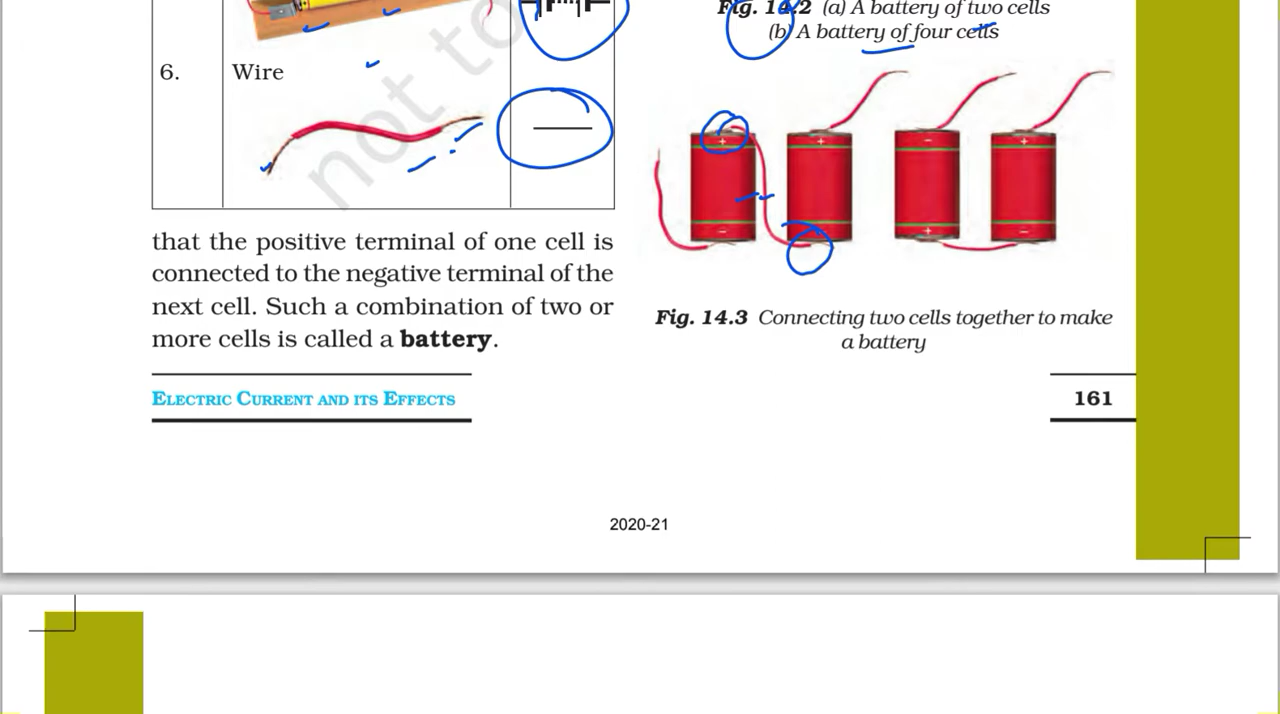 Fig. 14.2 (a) A battery of two cells
(b) A battery of four cells
6. Wire
not to
+ + − +
− − + −
that the positive terminal of one cell is
connected to the negative terminal of the
next cell. Such a combination of two or
more cells is called a battery.
Fig. 14.3 Connecting two cells together to make
a battery
ELECTRIC CURRENT AND ITS EFFECTS
161
2020-21